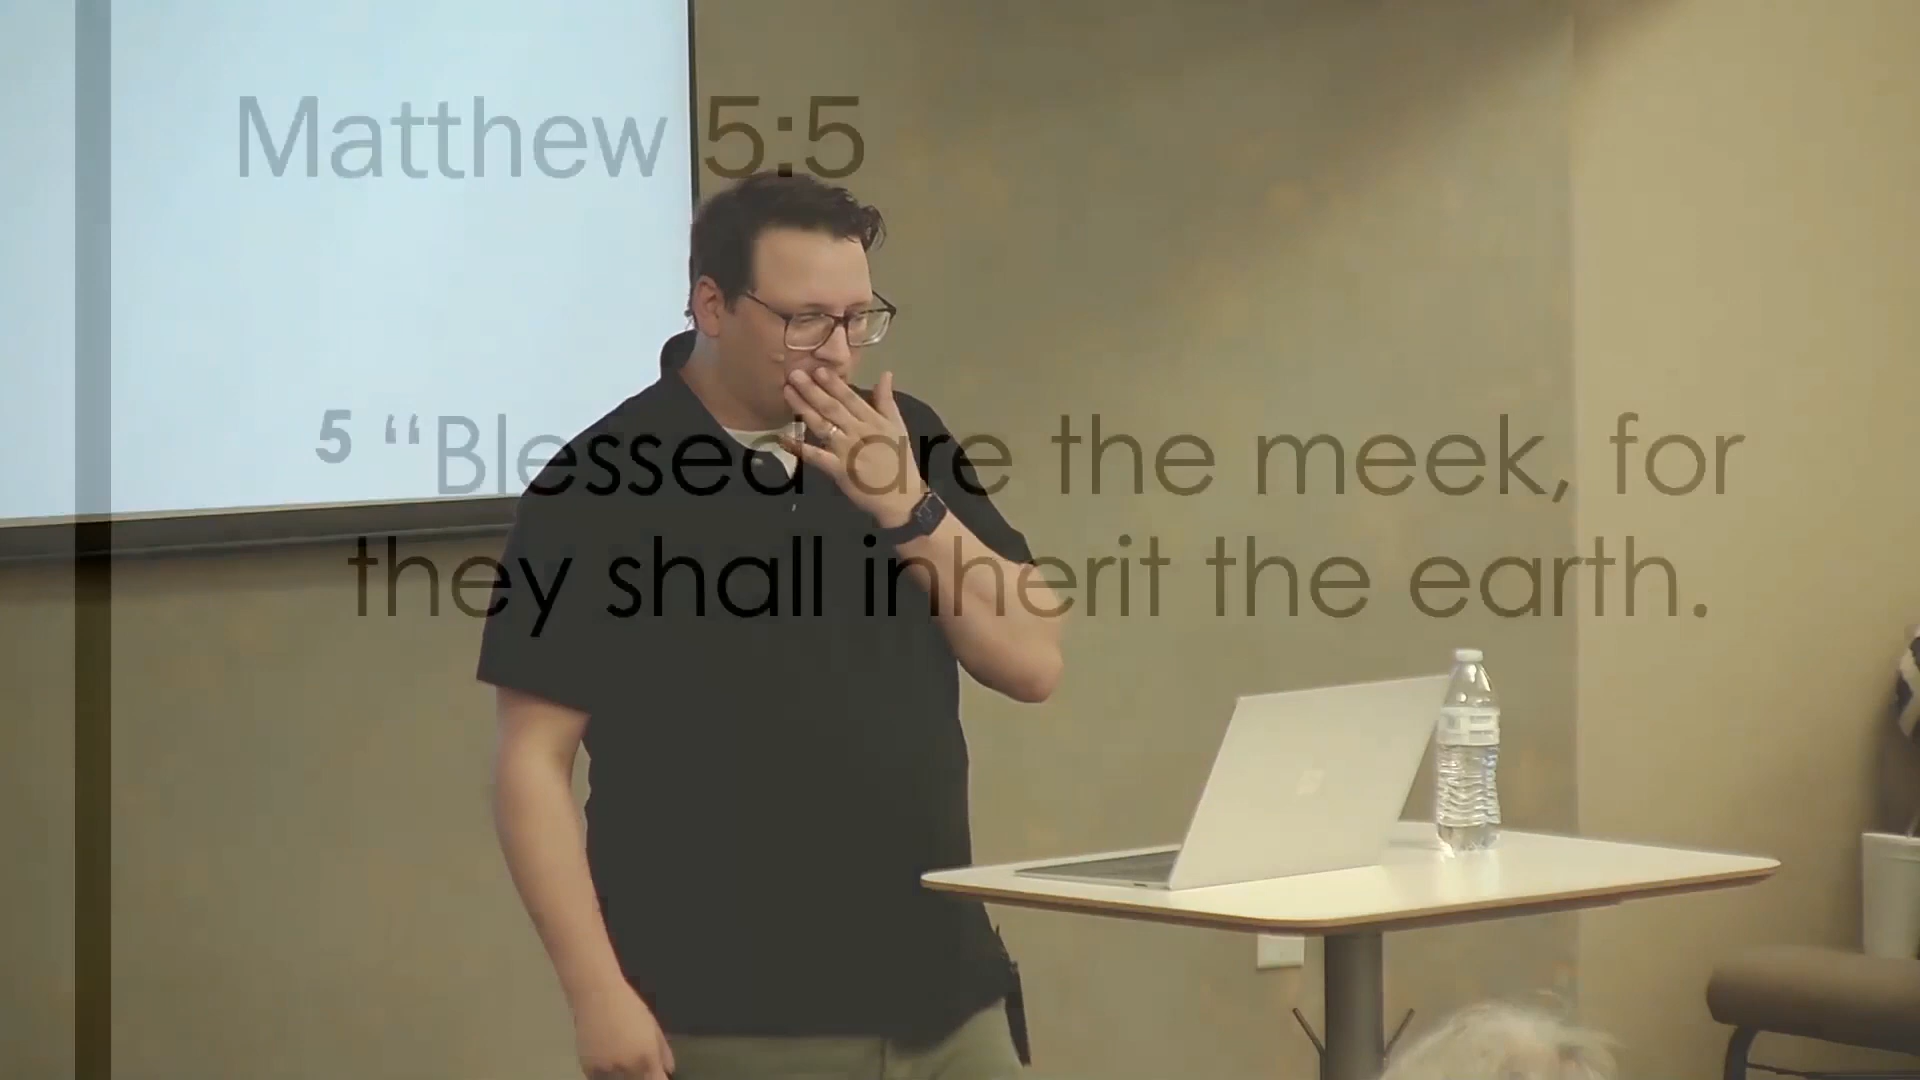 Matthew 5:5
5 “Blessed are the meek, for
they shall inherit the earth.